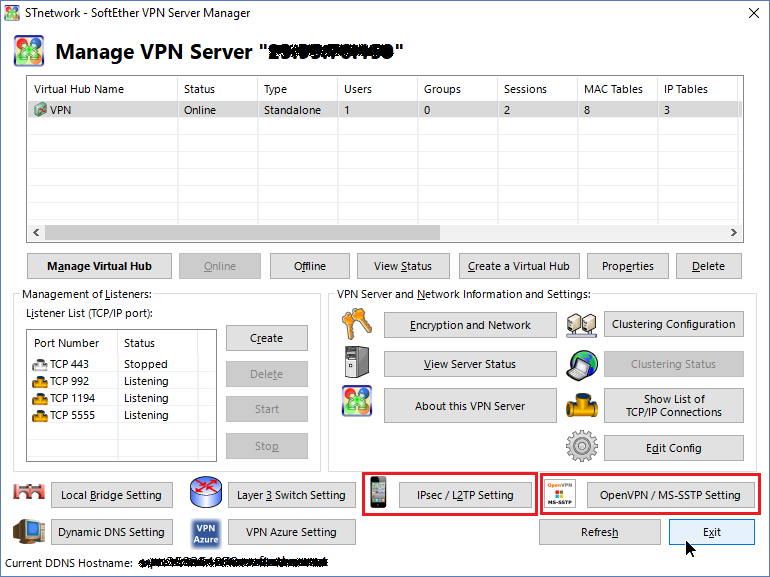 STnetwork - SoftEther VPN Server Manager
Manage VPN Server "
Virtual Hub Name Status Type Users Groups Sessions MAC Tables IP Tables
VPN Online Standalone 1 0 2 8 3
Manage Virtual Hub Online Offline View Status Create a Virtual Hub Properties Delete
Management of Listeners:
Listener List (TCP/IP port):
Port Number Status
TCP 443 Stopped
TCP 992 Listening
TCP 1194 Listening
TCP 5555 Listening
Create
Delete
Start
Stop
VPN Server and Network Information and Settings:
Encryption and Network Clustering Configuration
View Server Status Clustering Status
About this VPN Server Show List of
TCP/IP Connections
Edit Config
Local Bridge Setting Layer 3 Switch Setting IPsec / L2TP Setting OpenVPN MS-SSTP OpenVPN / MS-SSTP Setting
Dynamic DNS Setting VPN Azure VPN Azure Setting Refresh Exit
Current DDNS Hostname: